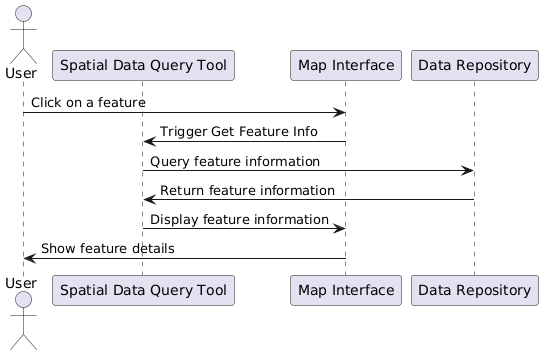 User
Spatial Data Query Tool
Map Interface
Data Repository
Click on a feature
Trigger Get Feature Info
Query feature information
Return feature information
Display feature information
Show feature details
User
Spatial Data Query Tool
Map Interface
Data Repository